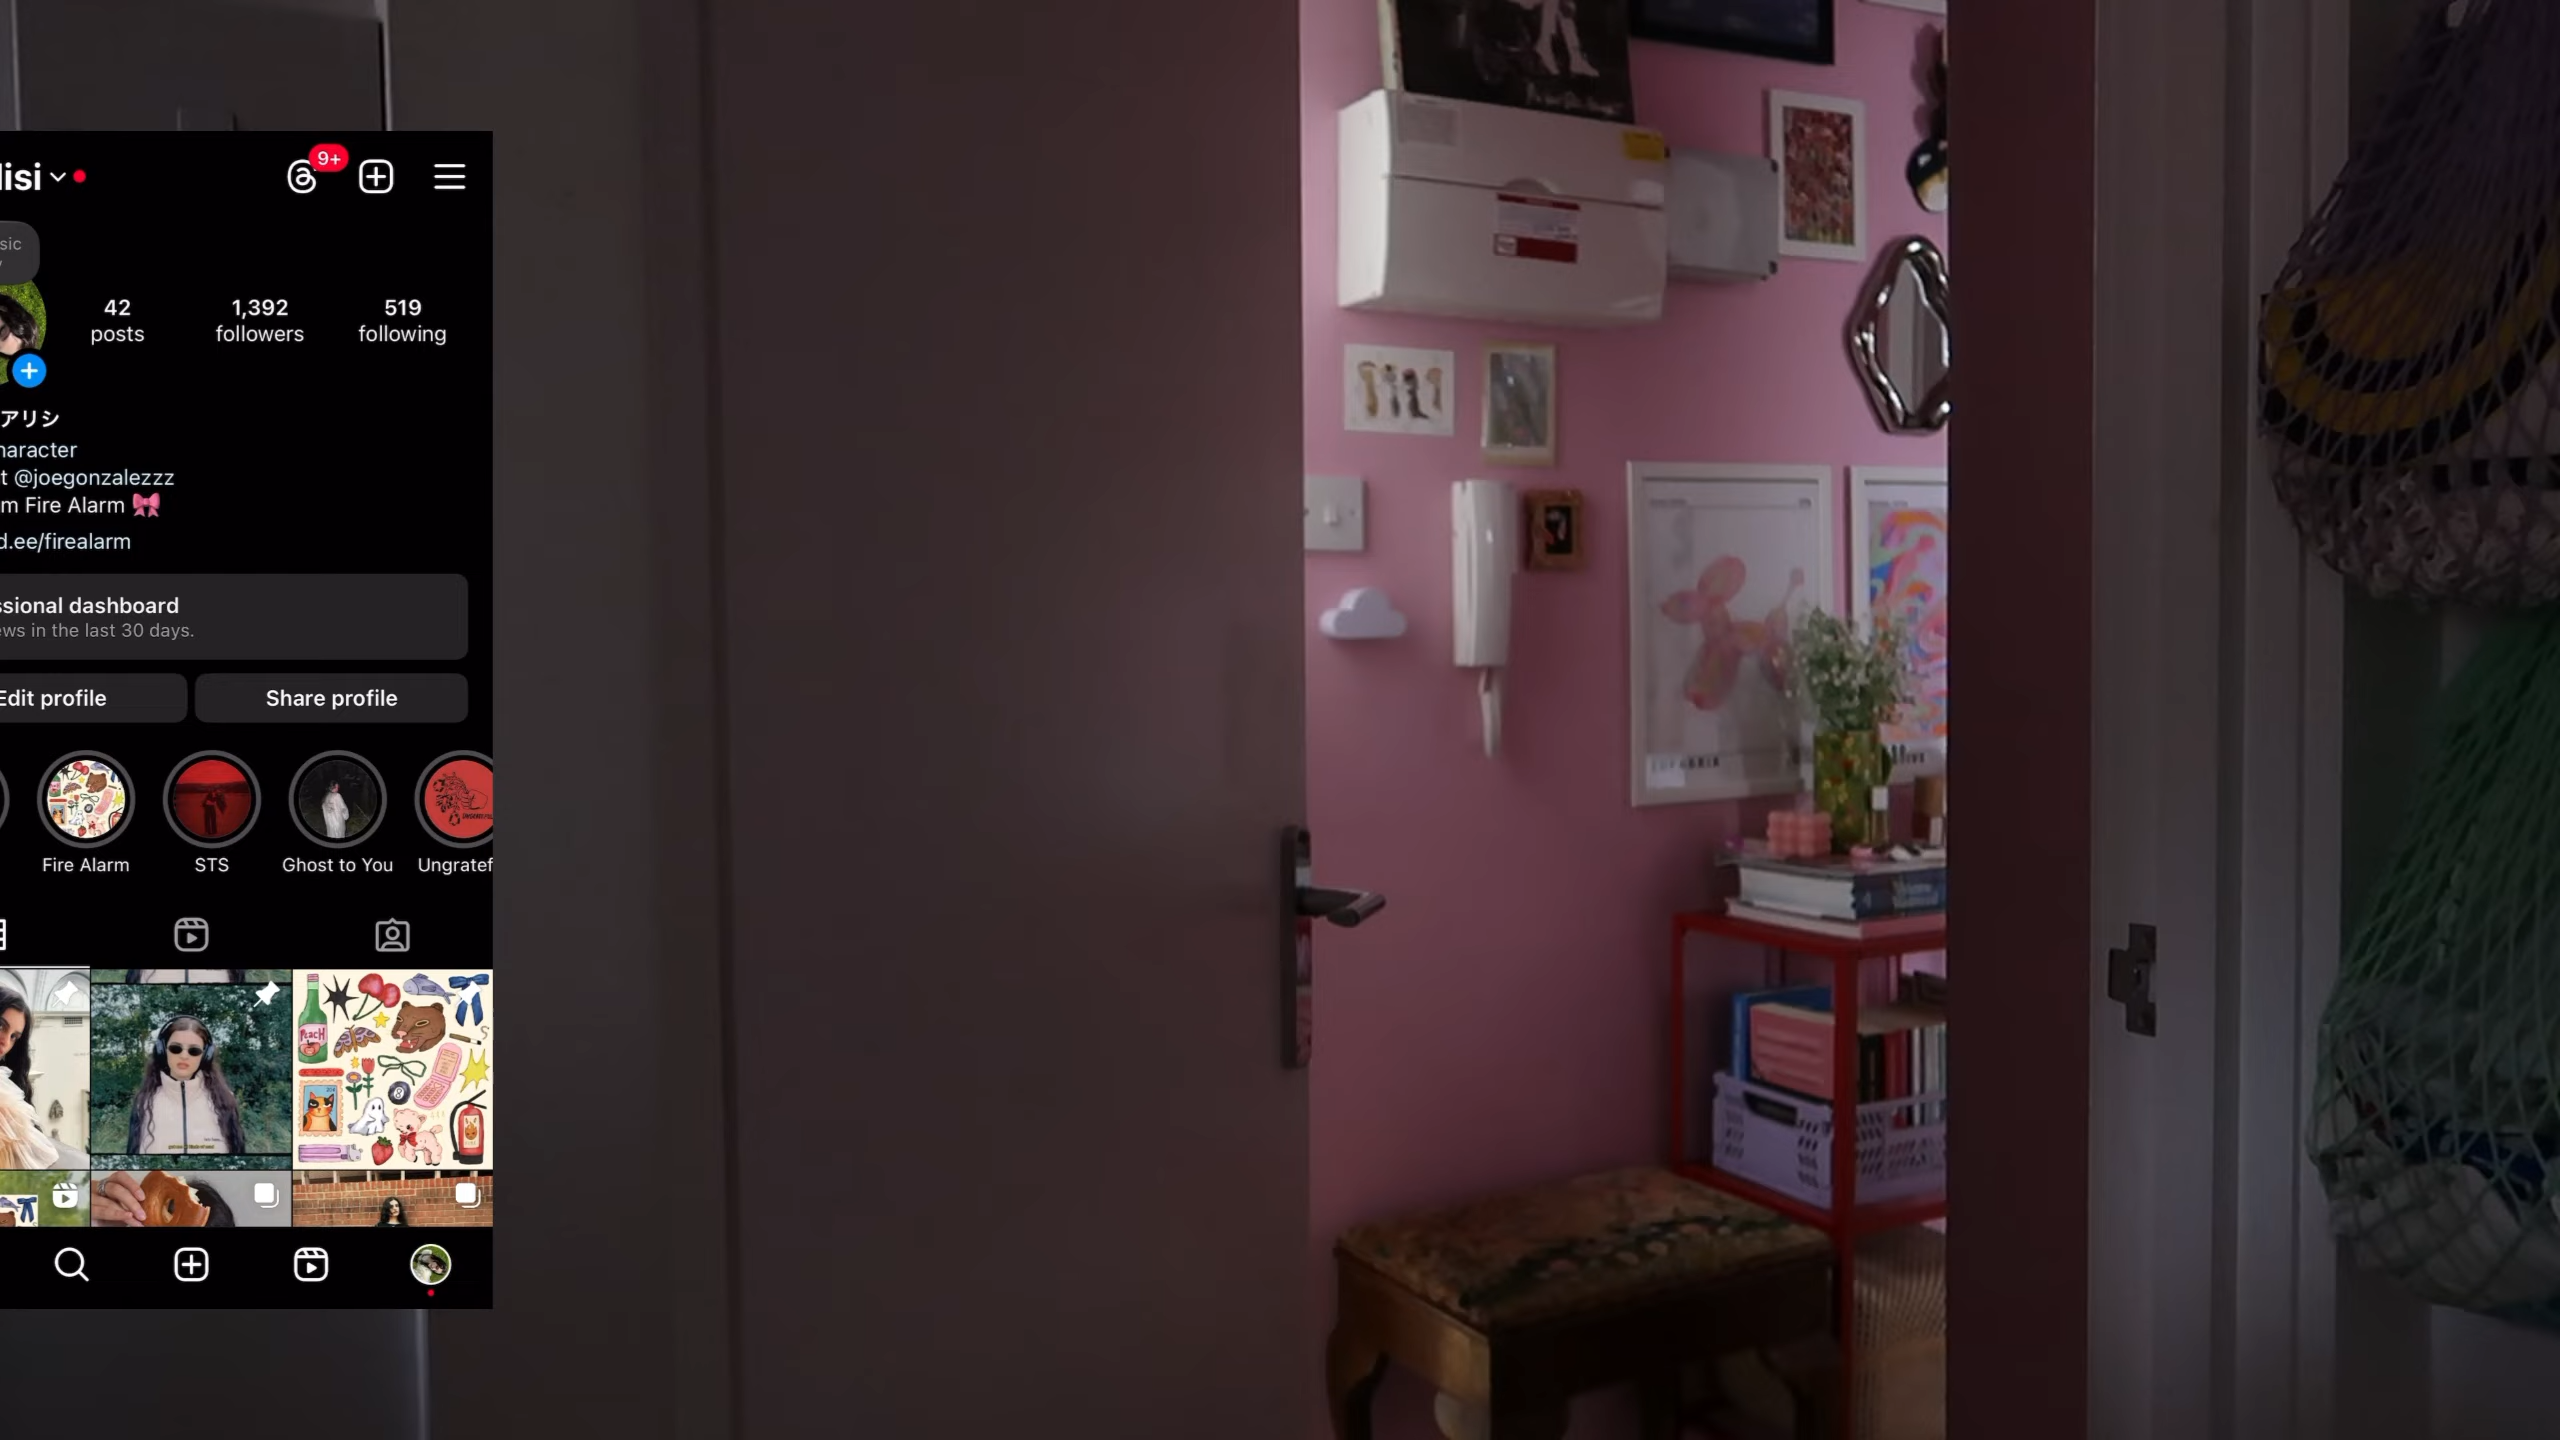 lisi
9+
sic
42
posts
1,392
followers
519
following
アリシ
haracter
t @joegonzalezzz
m Fire Alarm
d.ee/firealarm
ssional dashboard
ews in the last 30 days.
Edit profile
Share profile
Fire Alarm
STS
Ghost to You
Ungratef
PEACH
EUPHORIA